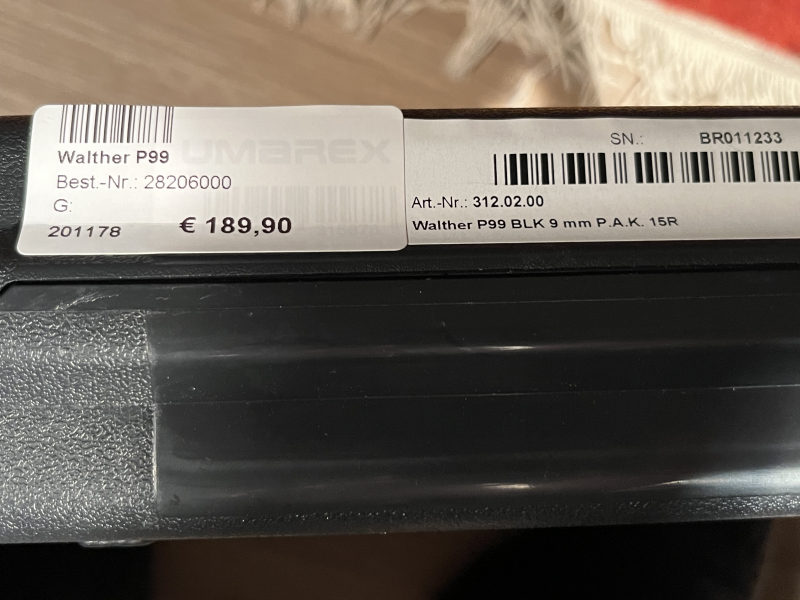 Walther P99
UMAREX
Best.-Nr.: 28206000
G:
201178
€ 189,90
SN.: BR011233
Art.-Nr.: 312.02.00
Walther P99 BLK 9 mm P.A.K. 15R